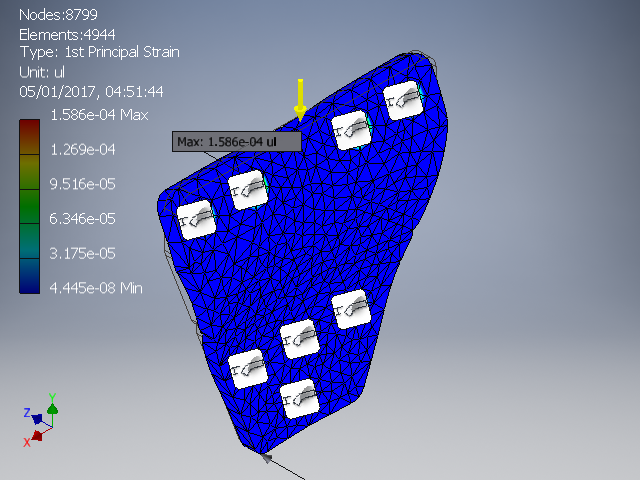 Nodes:8799
Elements:4944
Type: 1st Principal Strain
Unit: ul
05/01/2017, 04:51:44
1.586e-04 Max
1.269e-04
9.516e-05
6.346e-05
3.175e-05
4.445e-08 Min
Max: 1.586e-04 ul
Y
Z
X